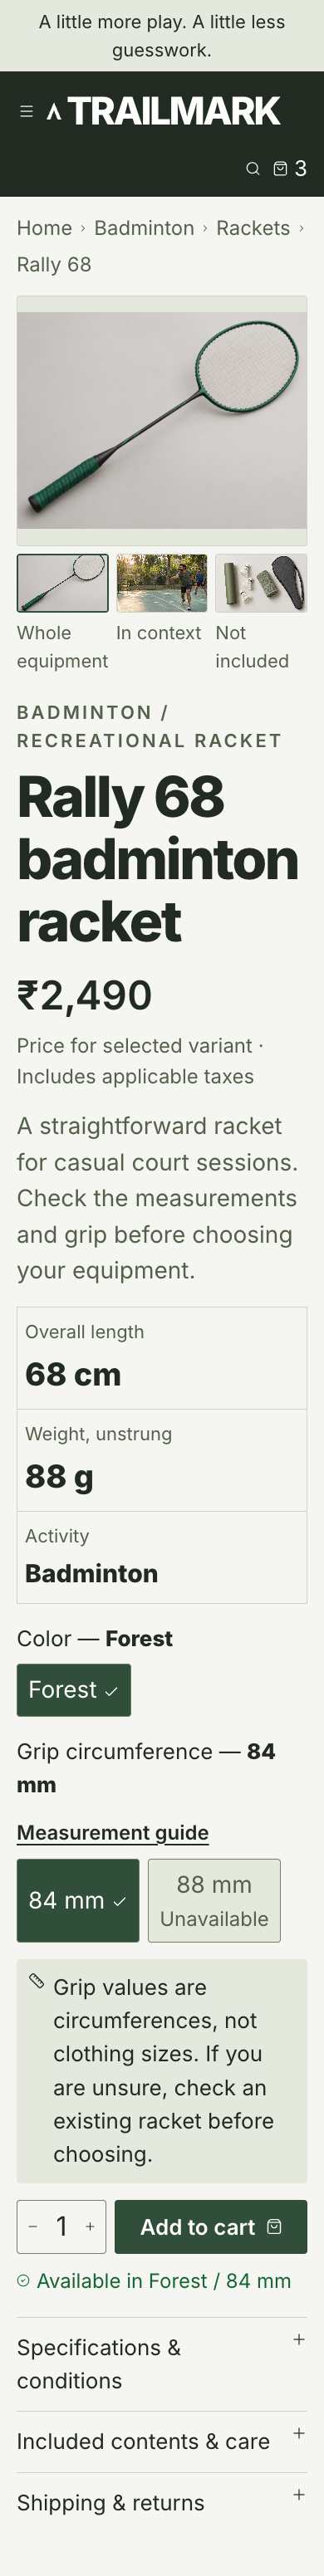 A little more play. A little less
guesswork.
TRAILMARK
3
Home › Badminton › Rackets ›
Rally 68
Whole
equipment
In context
Not
included
BADMINTON /
RECREATIONAL RACKET
Rally 68
badminton
racket
₹2,490
Price for selected variant ·
Includes applicable taxes
A straightforward racket
for casual court sessions.
Check the measurements
and grip before choosing
your equipment.
Overall length
68 cm
Weight, unstrung
88 g
Activity
Badminton
Color — Forest
Forest ✓
Grip circumference — 84
mm
Measurement guide
84 mm ✓
88 mm
Unavailable
Grip values are
circumferences, not
clothing sizes. If you
are unsure, check an
existing racket before
choosing.
− 1 +
Add to cart
Available in Forest / 84 mm
Specifications &
conditions
+
Included contents & care +
Shipping & returns +